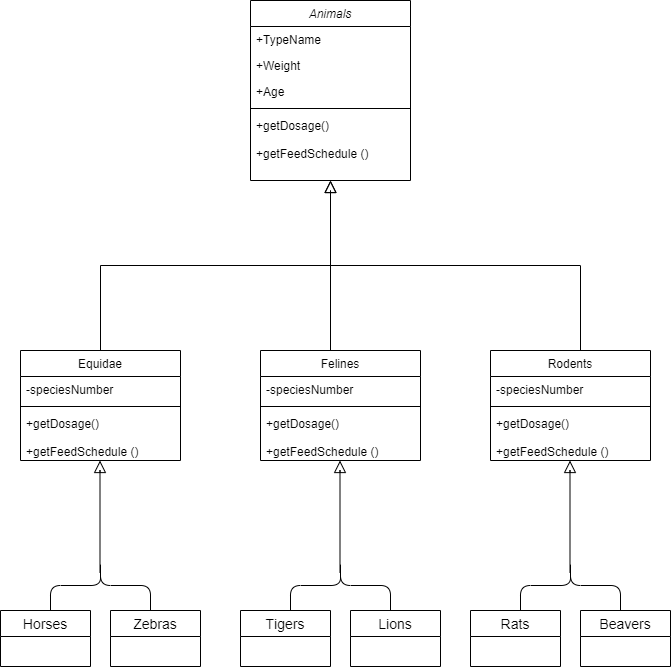 Animals
+TypeName
+Weight
+Age
+getDosage()
+getFeedSchedule ()
Equidae
-speciesNumber
+getDosage()
+getFeedSchedule ()
Felines
-speciesNumber
+getDosage()
+getFeedSchedule ()
Rodents
-speciesNumber
+getDosage()
+getFeedSchedule ()
Horses
Zebras
Tigers
Lions
Rats
Beavers